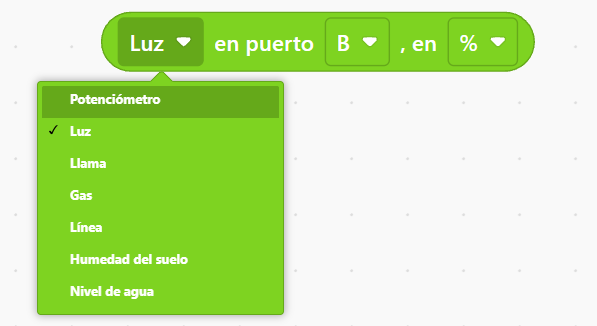 Luz en puerto B , en %
Potenciómetro
✓ Luz
Llama
Gas
Línea
Humedad del suelo
Nivel de agua